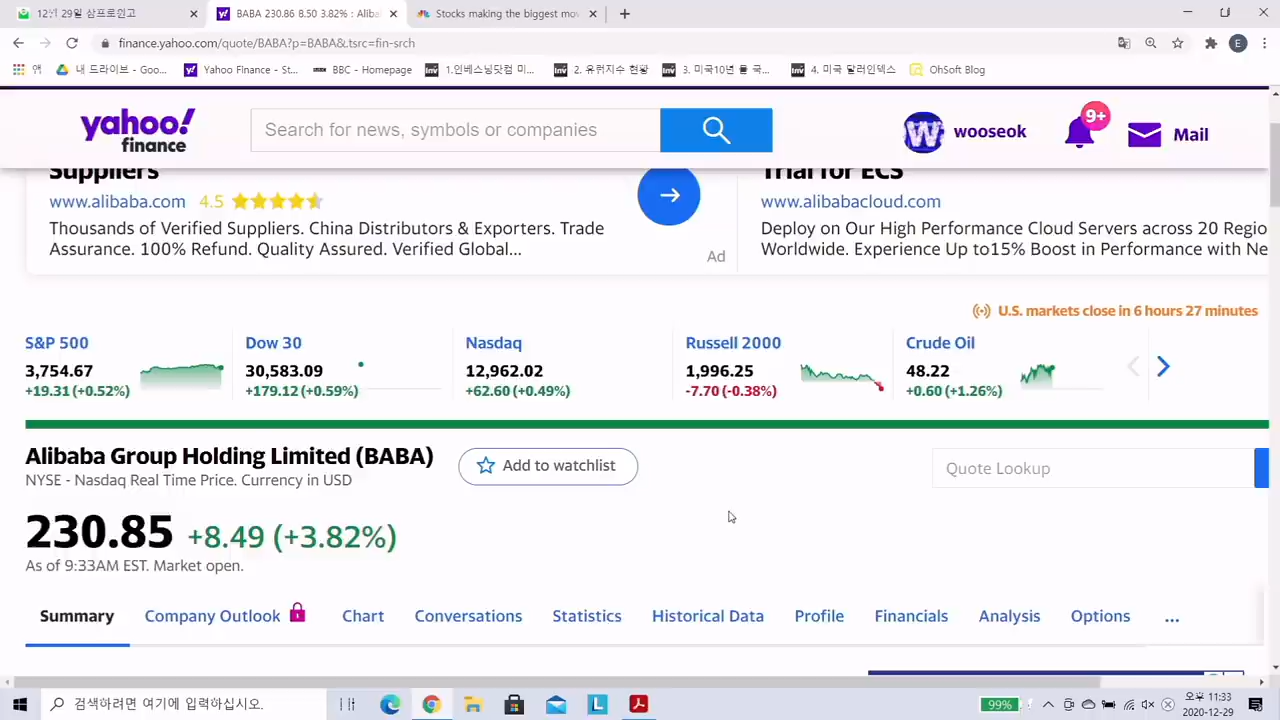 12월 29일 삼프로원고
BABA 230.86 8.50 3.82% : Alibab
Stocks making the biggest mov
finance.yahoo.com/quote/BABA?p=BABA&.tsrc=fin-srch
E
앱
내 드라이브 - Goo...
Yahoo Finance - St...
BBC - Homepage
1.인베스닝닷컴 미...
2. 유럽지수 현황
3. 미국10년 물 국...
4. 미국 달러인덱스
OhSoft Blog
yahoo!
finance
Search for news, symbols or companies
W
wooseok
9+
Mail
Suppliers
www.alibaba.com 4.5
Thousands of Verified Suppliers. China Distributors & Exporters. Trade
Assurance. 100% Refund. Quality Assured. Verified Global...
Ad
Trial for ECS
www.alibabacloud.com
Deploy on Our High Performance Cloud Servers across 20 Regio
Worldwide. Experience Up to15% Boost in Performance with Ne
U.S. markets close in 6 hours 27 minutes
S&P 500
3,754.67
+19.31 (+0.52%)
Dow 30
30,583.09
+179.12 (+0.59%)
Nasdaq
12,962.02
+62.60 (+0.49%)
Russell 2000
1,996.25
-7.70 (-0.38%)
Crude Oil
48.22
+0.60 (+1.26%)
Alibaba Group Holding Limited (BABA)
Add to watchlist
Quote Lookup
NYSE - Nasdaq Real Time Price. Currency in USD
230.85 +8.49 (+3.82%)
As of 9:33AM EST. Market open.
Summary
Company Outlook
Chart
Conversations
Statistics
Historical Data
Profile
Financials
Analysis
Options
...
검색하려면 여기에 입력하십시오.
L
99%
오후 11:33
2020-12-29